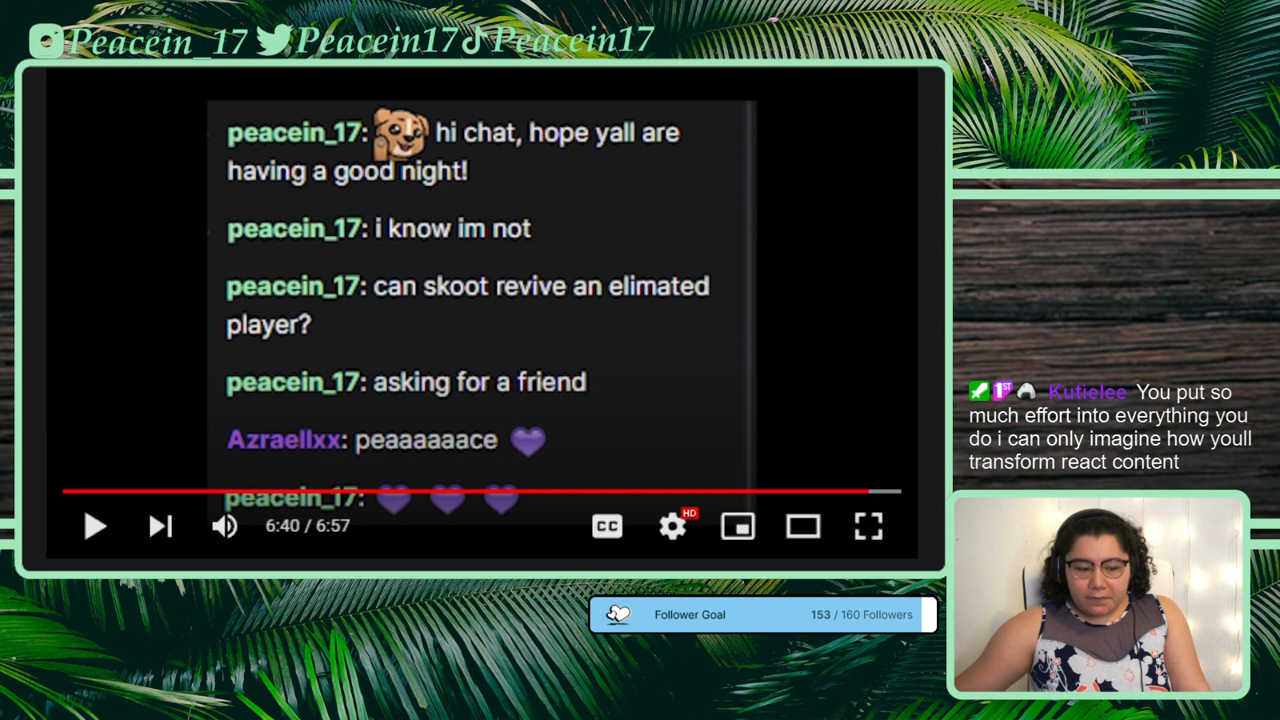 Peacein_17 Peacein17 Peacein17
peacein_17: hi chat, hope yall are
having a good night!
peacein_17: i know im not
peacein_17: can skoot revive an elimated
player?
peacein_17: asking for a friend
Azraellxx: peaaaaaace
peacein_17:
6:40 / 6:57
CC
HD
1ST Kutielee You put so
much effort into everything you
do i can only imagine how youll
transform react content
Follower Goal 153 / 160 Followers